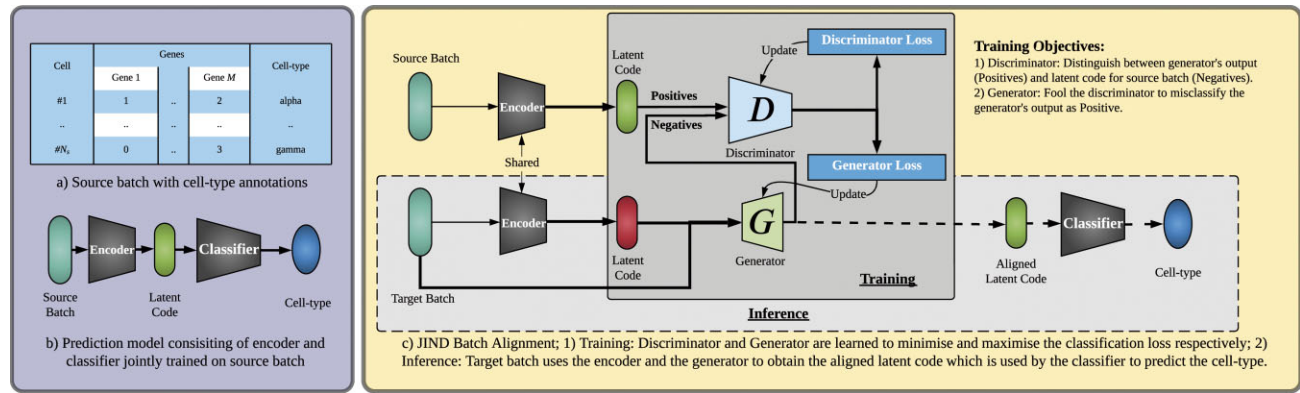 Cell
Genes
Cell-type
Gene 1
Gene M
#1
1
..
2
alpha
..
..
..
..
#Ns
0
..
3
gamma
a) Source batch with cell-type annotations
Encoder
Classifier
Source
Batch
Latent
Code
Cell-type
b) Prediction model consisiting of encoder and
classifier jointly trained on source batch
Source Batch
Encoder
Latent
Code
Positives
Negatives
D
Discriminator
Update
Discriminator Loss
Generator Loss
Update
Training Objectives:
1) Discriminator: Distinguish between generator's output
(Positives) and latent code for source batch (Negatives).
2) Generator: Fool the discriminator to misclassify the
generator's output as Positive.
Shared
Target Batch
Encoder
Latent
Code
G
Generator
Training
Inference
Aligned
Latent Code
Classifier
Cell-type
c) JIND Batch Alignment; 1) Training: Discriminator and Generator are learned to minimise and maximise the classification loss respectively; 2)
Inference: Target batch uses the encoder and the generator to obtain the aligned latent code which is used by the classifier to predict the cell-type.